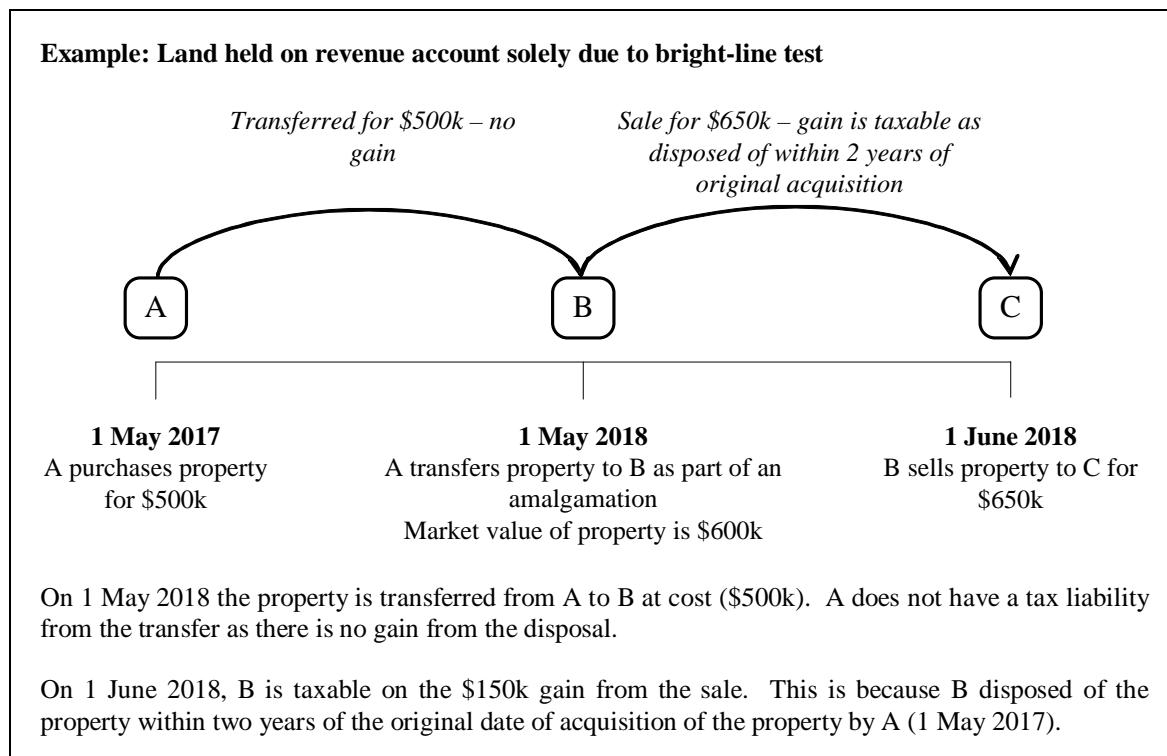 Example: Land held on revenue account solely due to bright-line test
Transferred for $500k – no
gain
Sale for $650k – gain is taxable as
disposed of within 2 years of
original acquisition
A
B
C
1 May 2017
A purchases property
for $500k
1 May 2018
A transfers property to B as part of an
amalgamation
Market value of property is $600k
1 June 2018
B sells property to C for
$650k
On 1 May 2018 the property is transferred from A to B at cost ($500k). A does not have a tax liability
from the transfer as there is no gain from the disposal.
On 1 June 2018, B is taxable on the $150k gain from the sale. This is because B disposed of the
property within two years of the original date of acquisition of the property by A (1 May 2017).